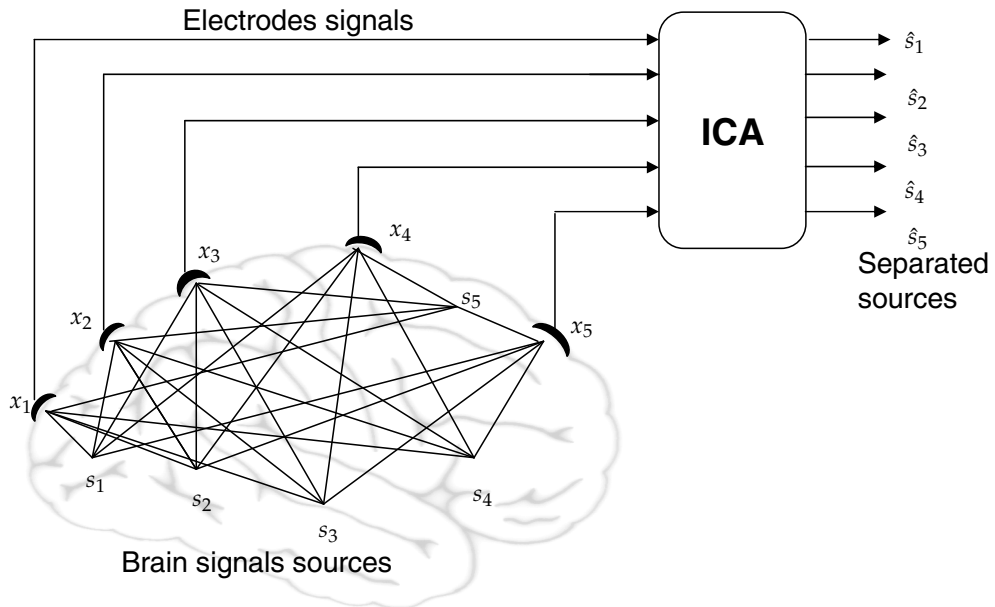 Electrodes signals
ŝ1
ŝ2
ICA
ŝ3
ŝ4
ŝ5
Separated
sources
x4
x3
s5
x2
x5
x1
s1
s2
s4
s3
Brain signals sources